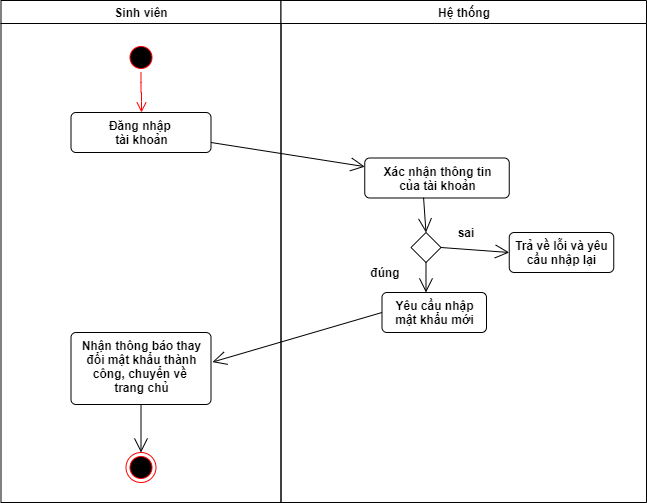 Sinh viên
Hệ thống
Đăng nhập
tài khoản
Xác nhận thông tin
của tài khoản
sai
Trả về lỗi và yêu
cầu nhập lại
đúng
Yêu cầu nhập
mật khẩu mới
Nhận thông báo thay
đổi mật khẩu thành
công, chuyển về
trang chủ